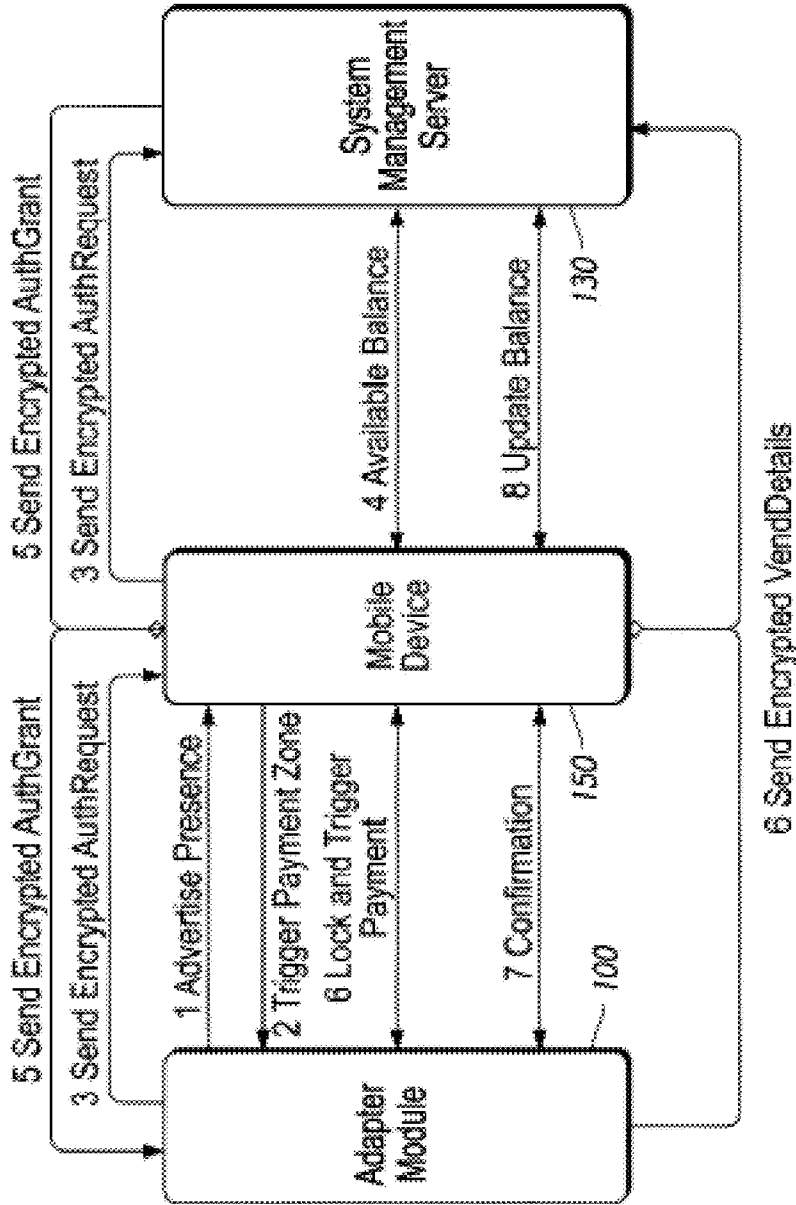 5 Send Encrypted AuthGrant
5 Send Encrypted AuthGrant
3 Send Encrypted AuthRequest
3 Send Encrypted AuthRequest
Adapter
Module
1 Advertise Presence
2 Trigger Payment Zone
6 Lock and Trigger
Payment
7 Confirmation
100
Mobile
Device
150
4 Available Balance
8 Update Balance
System
Management
Server
130
6 Send Encrypted VendDetails